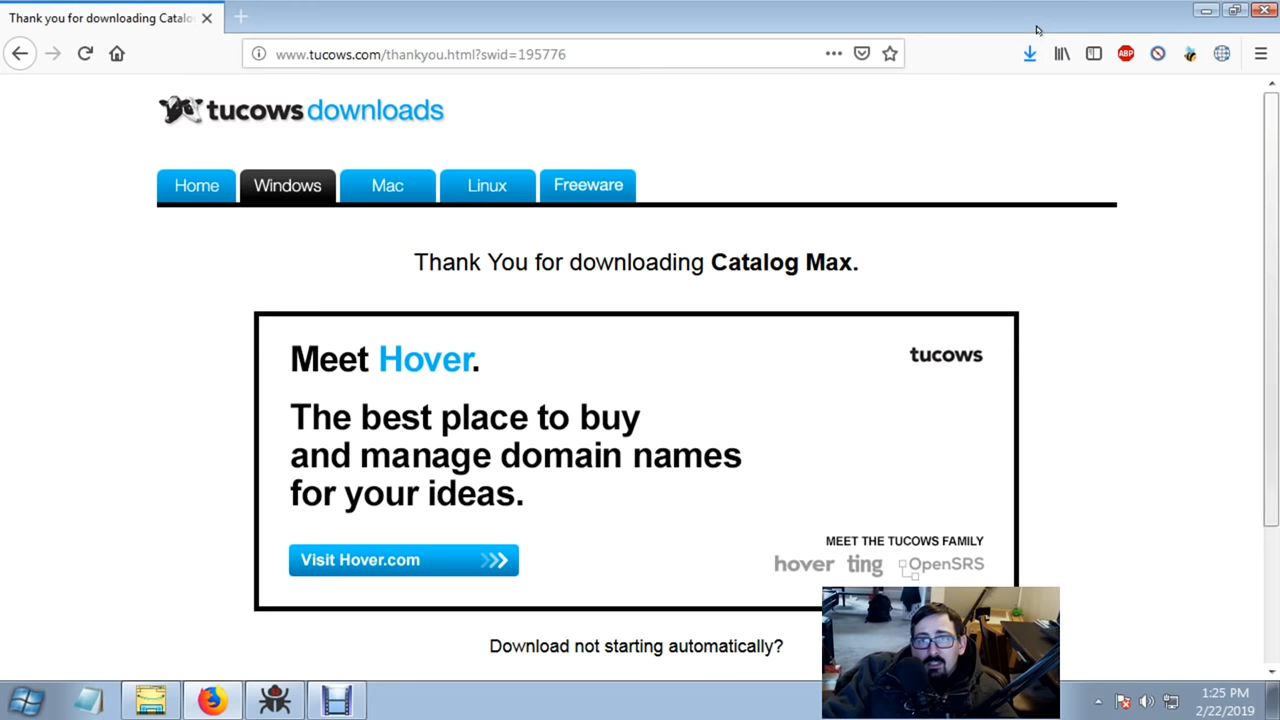 Thank you for downloading Catalo
www.tucows.com/thankyou.html?swid=195776
ABP
tucows downloads
Home
Windows
Mac
Linux
Freeware
Thank You for downloading Catalog Max.
Meet Hover.
tucows
The best place to buy
and manage domain names
for your ideas.
Visit Hover.com
MEET THE TUCOWS FAMILY
hover ting OpenSRS
Download not starting automatically?
1:25 PM
2/22/2019